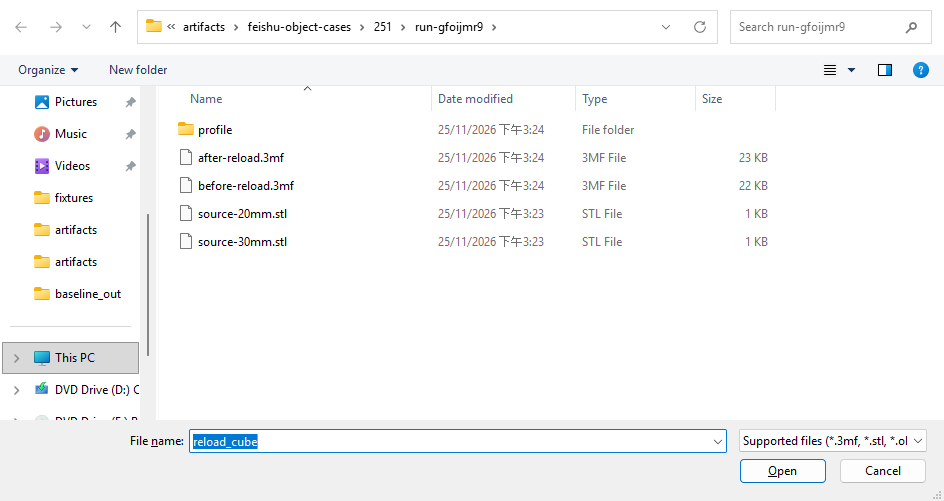 « artifacts > feishu-object-cases > 251 > run-gfoijmr9 >
Search run-gfoijmr9
Organize
New folder
Name
Date modified
Type
Size
Pictures
Music
Videos
fixtures
artifacts
artifacts
baseline_out
This PC
DVD Drive (D:) C
profile 25/11/2026 下午3:24 File folder
after-reload.3mf 25/11/2026 下午3:24 3MF File 23 KB
before-reload.3mf 25/11/2026 下午3:24 3MF File 22 KB
source-20mm.stl 25/11/2026 下午3:23 STL File 1 KB
source-30mm.stl 25/11/2026 下午3:23 STL File 1 KB
File name: reload_cube
Supported files (*.3mf, *.stl, *.ol
Open
Cancel